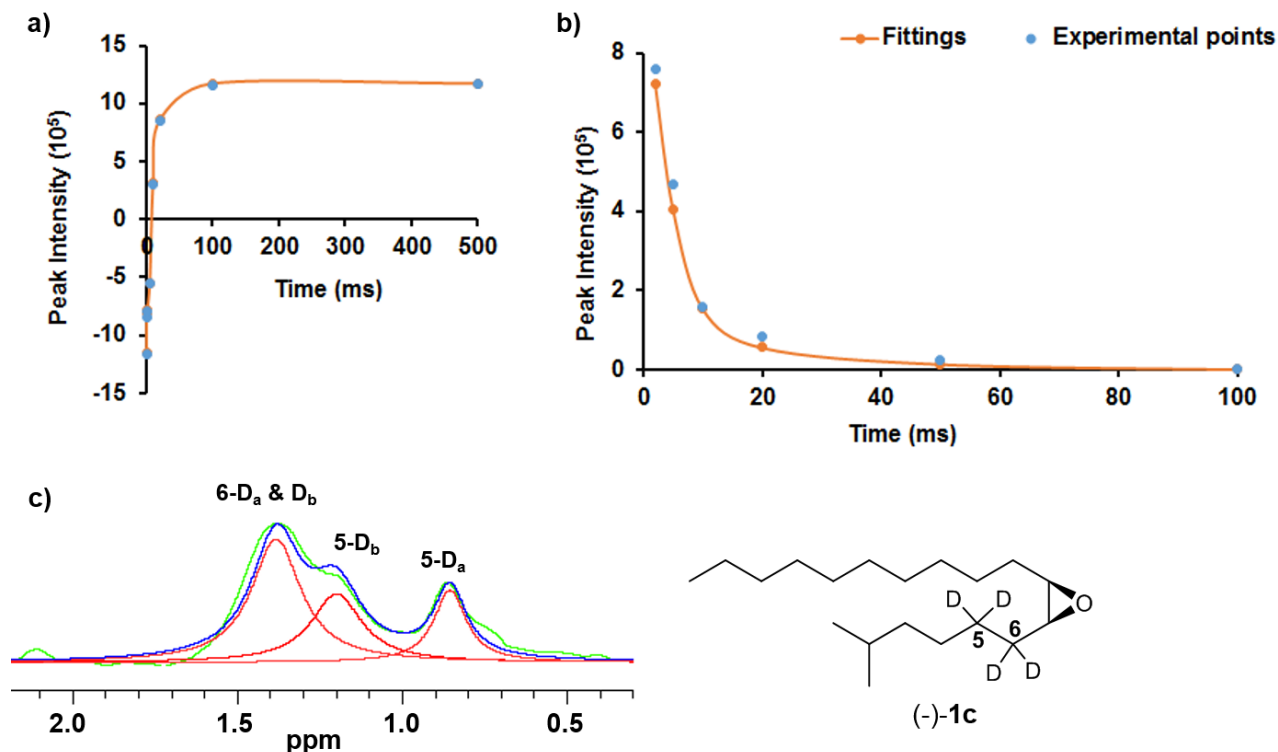 a)
15
10
5
0
-5
-10
-15
0 100 200 300 400 500
Peak Intensity (10⁵)
Time (ms)
b)
Fittings Experimental points
8
6
4
2
0
0 20 40 60 80 100
Peak Intensity (10⁵)
Time (ms)
c)
6-Dₐ & D_b
5-D_b
5-Dₐ
2.0 1.5 1.0 0.5
ppm
D D
O
5 6
D D
(-)-1c